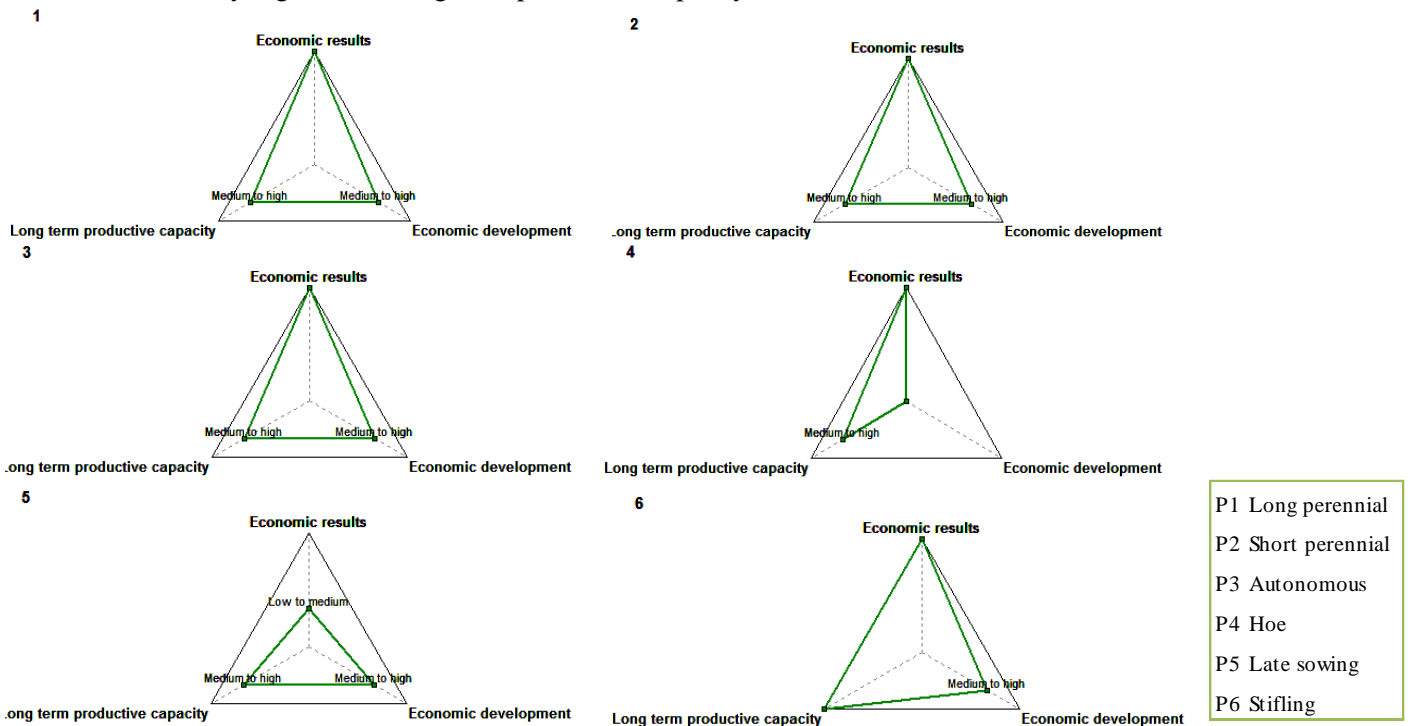 1
Economic results
Medium to high
Medium to high
Long term productive capacity
Economic development
2
Economic results
Medium to high
Medium to high
.ong term productive capacity
Economic development
3
Economic results
Medium to high
Medium to high
.ong term productive capacity
Economic development
4
Economic results
Medium to high
Long term productive capacity
Economic development
5
Economic results
Low to medium
Medium to high
Medium to high
.ong term productive capacity
Economic development
6
Economic results
Medium to high
Long term productive capacity
Economic development
P1 Long perennial
P2 Short perennial
P3 Autonomous
P4 Hoe
P5 Late sowing
P6 Stifling